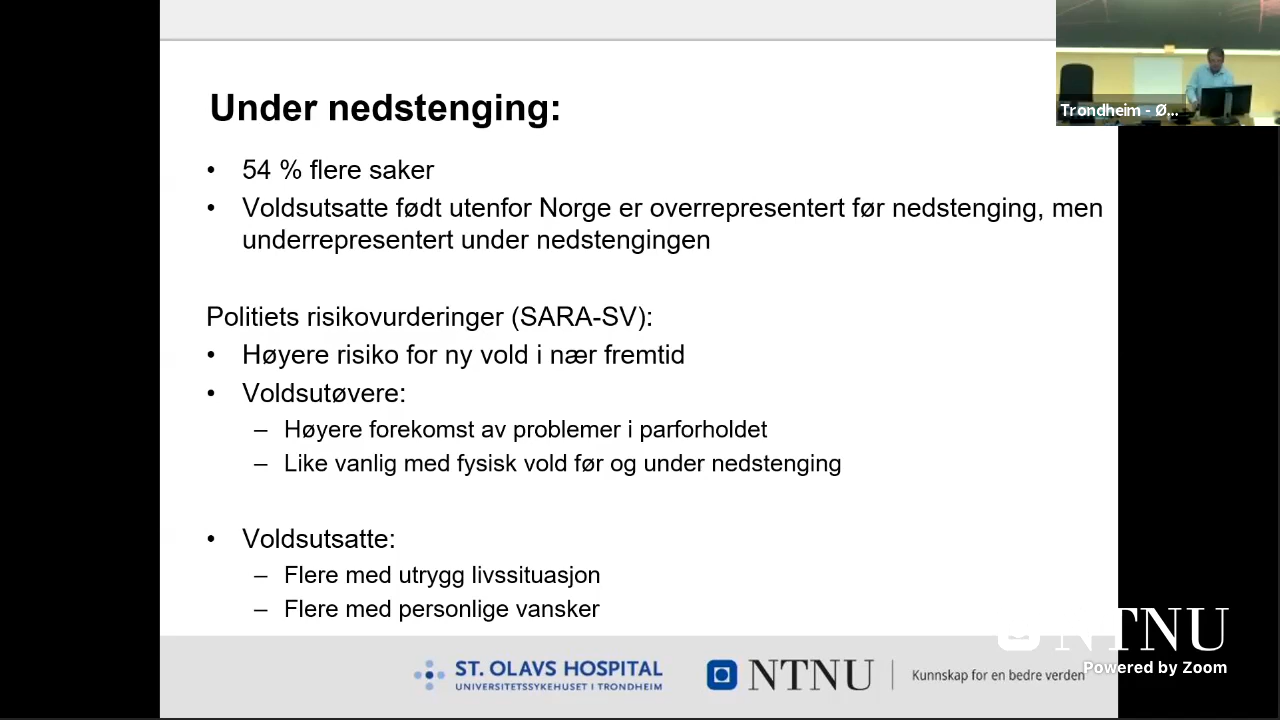 Under nedstenging:
• 54 % flere saker
• Voldsutsatte født utenfor Norge er overrepresentert før nedstenging, men
underrepresentert under nedstengingen
Politiets risikovurderinger (SARA-SV):
• Høyere risiko for ny vold i nær fremtid
• Voldsutøvere:
– Høyere forekomst av problemer i parforholdet
– Like vanlig med fysisk vold før og under nedstenging
• Voldsutsatte:
– Flere med utrygg livssituasjon
– Flere med personlige vansker
ST. OLAVS HOSPITAL
UNIVERSITETSSYKEHUSET I TRONDHEIM
NTNU
Kunnskap for en bedre verden
Trondheim - Ø...
NTNU
Powered by Zoom